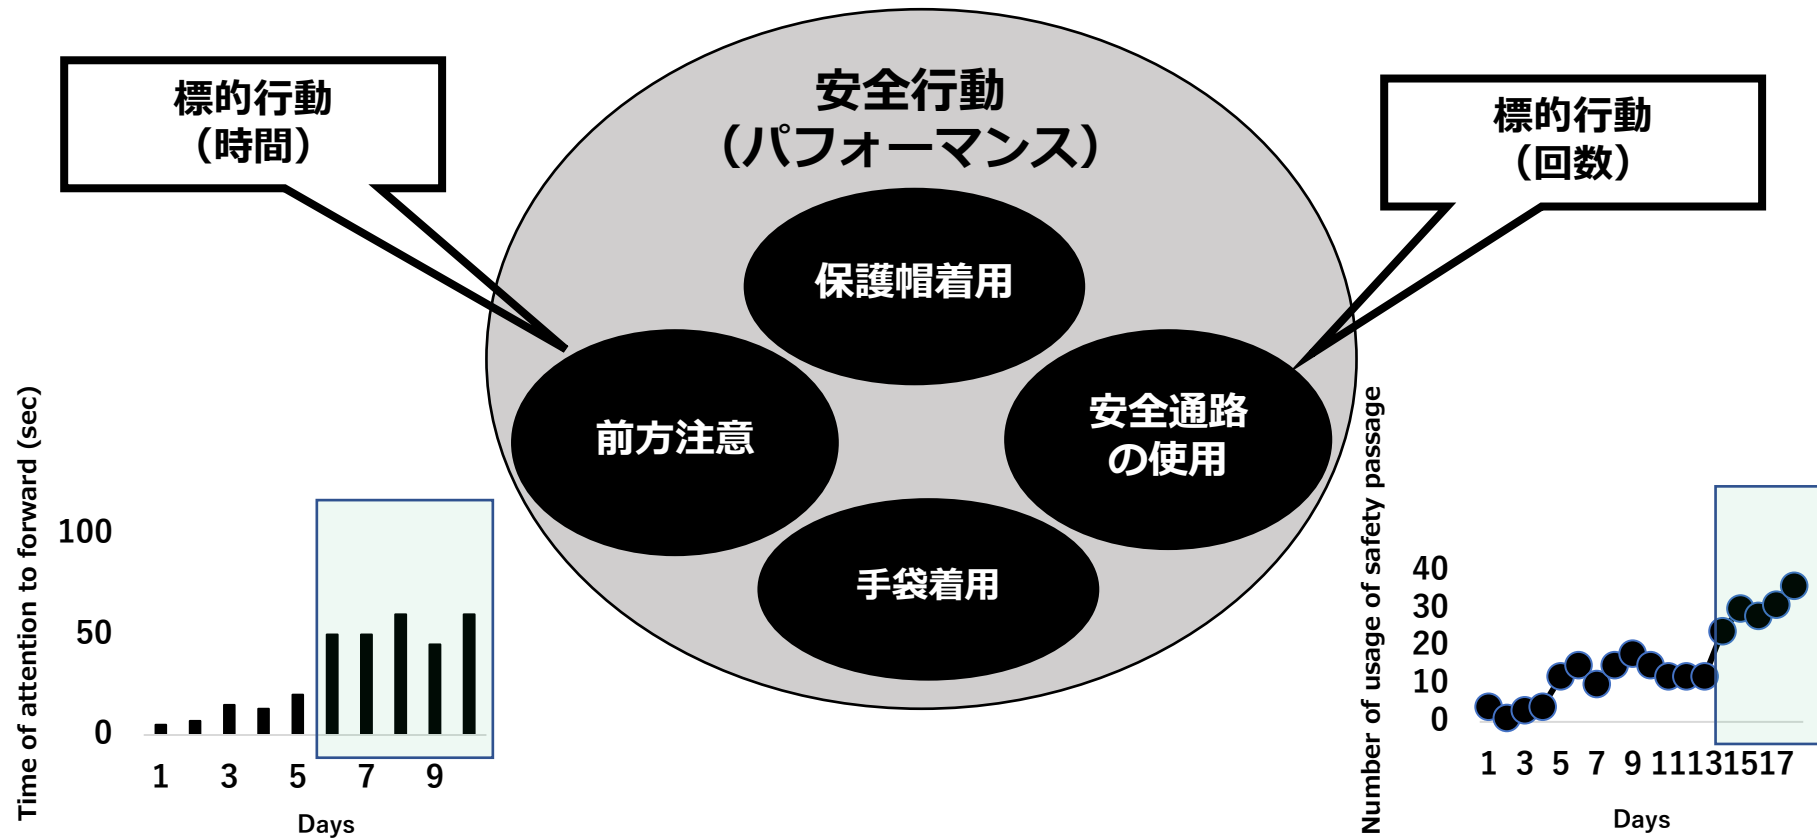 標的行動
（時間）
安全行動
（パフォーマンス）
標的行動
（回数）
保護帽着用
前方注意
安全通路
の使用
手袋着用
Time of attention to forward (sec)
100
50
0
1 3 5 7 9
Days
Number of usage of safety passage
40
30
20
10
0
1 3 5 7 9 11 13 15 17
Days